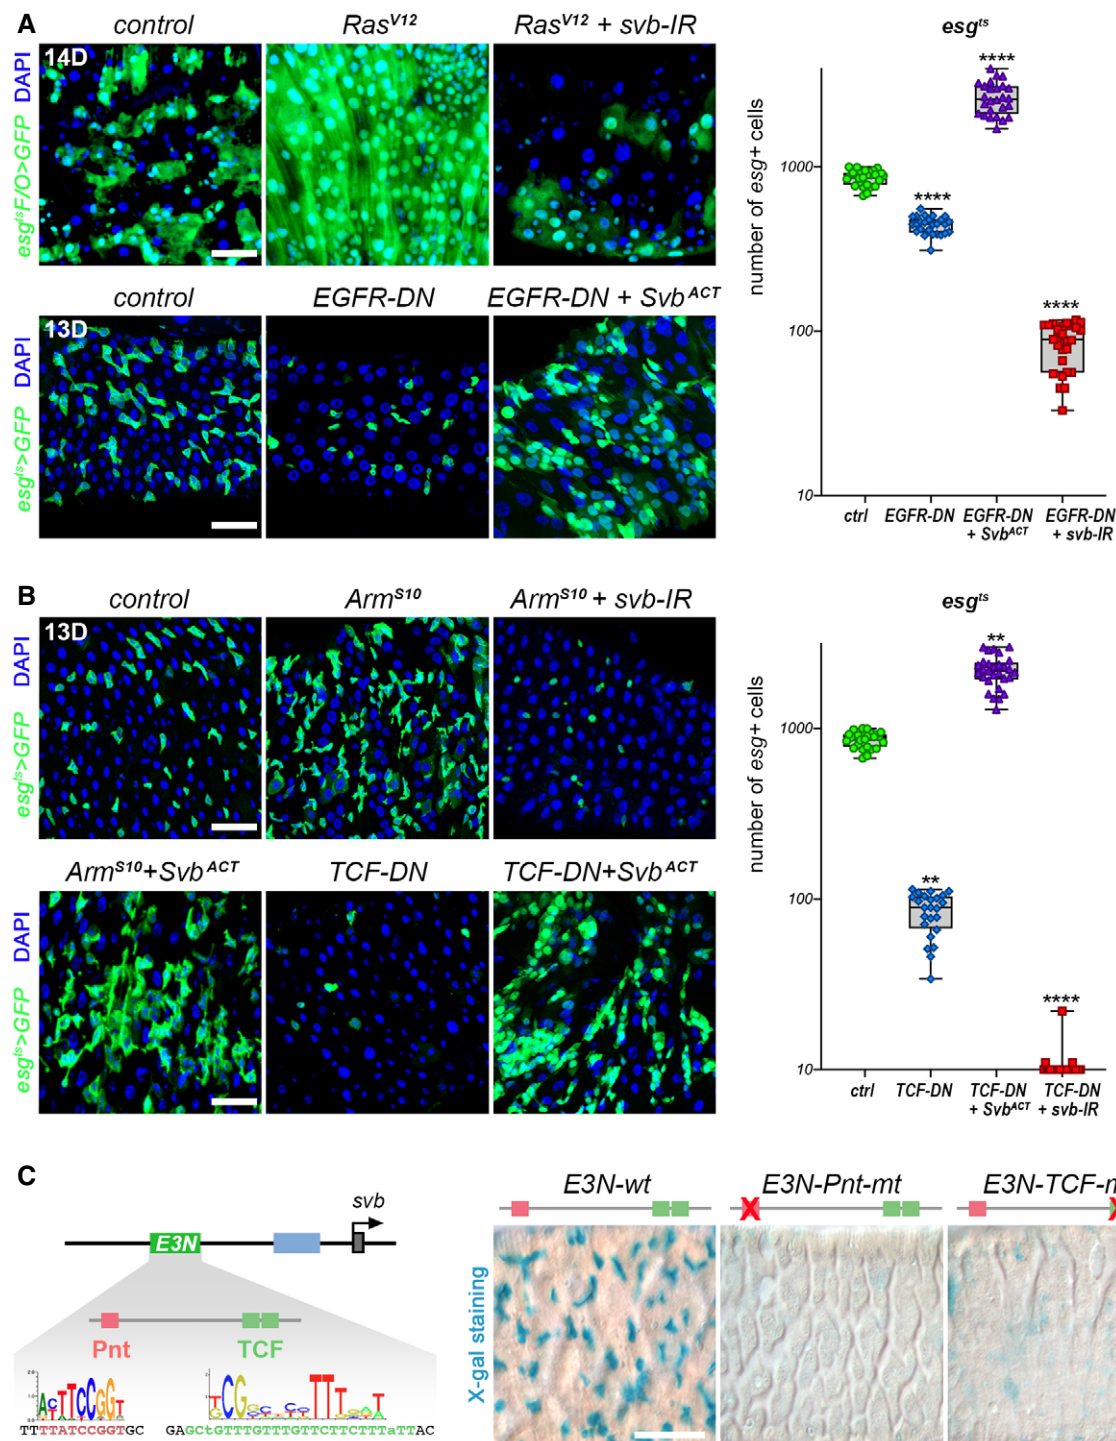 A
control
Ras^V12
Ras^V12 + svb-IR
esg^ts F/O>GFP DAPI
14D
control
EGFR-DN
EGFR-DN + Svb^ACT
esg^ts>GFP DAPI
13D
esg^ts
number of esg+ cells
1000
100
10
****
****
****
ctrl
EGFR-DN
EGFR-DN + Svb^ACT
EGFR-DN + svb-IR
B
control
Arm^S10
Arm^S10 + svb-IR
esg^ts>GFP DAPI
13D
Arm^S10+Svb^ACT
TCF-DN
TCF-DN+Svb^ACT
esg^ts>GFP DAPI
esg^ts
number of esg+ cells
1000
100
10
**
**
****
ctrl
TCF-DN
TCF-DN + Svb^ACT
TCF-DN + svb-IR
C
svb
E3N
Pnt
TCF
TTTTATCCGGTGC
GAGCtGTTTGTTTGTTCTTCTTTaTTAC
E3N-wt
E3N-Pnt-mt
E3N-TCF-m
X-gal staining